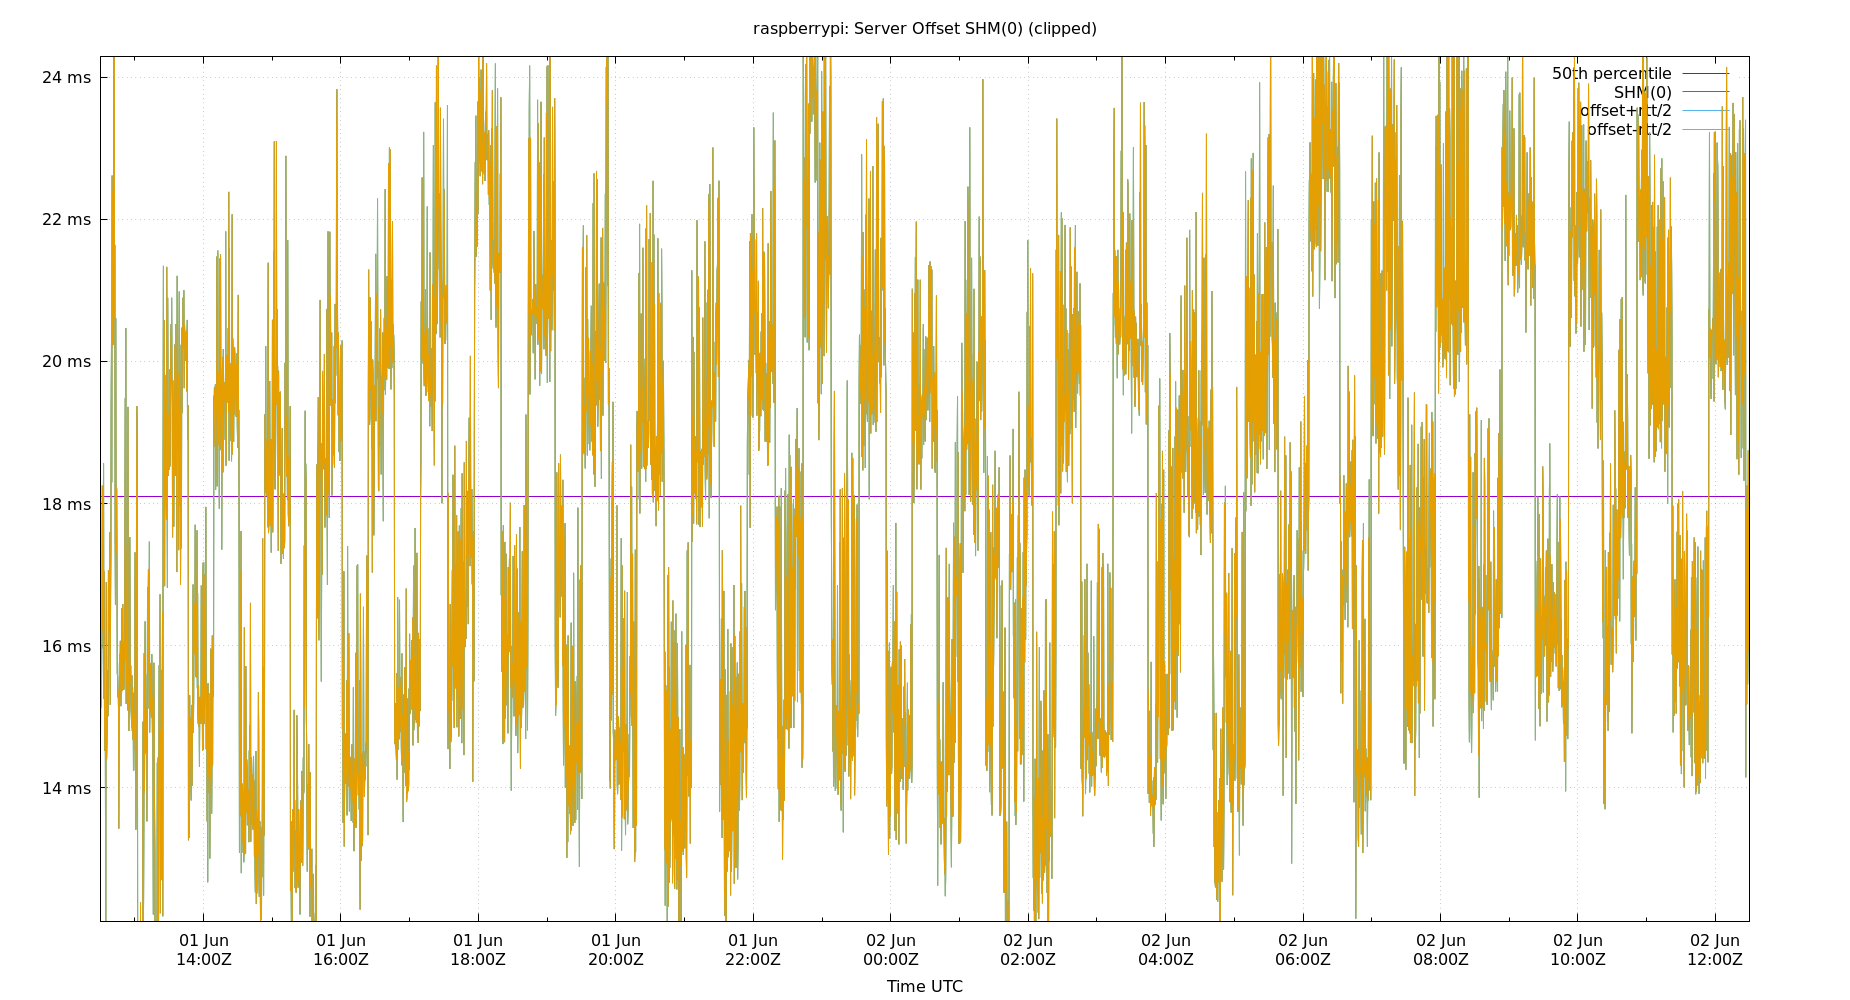 raspberrypi: Server Offset SHM(0) (clipped)
24 ms
22 ms
20 ms
18 ms
16 ms
14 ms
50th percentile
SHM(0)
offset+rtt/2
offset-rtt/2
01 Jun 14:00Z
01 Jun 16:00Z
01 Jun 18:00Z
01 Jun 20:00Z
01 Jun 22:00Z
02 Jun 00:00Z
02 Jun 02:00Z
02 Jun 04:00Z
02 Jun 06:00Z
02 Jun 08:00Z
02 Jun 10:00Z
02 Jun 12:00Z
Time UTC